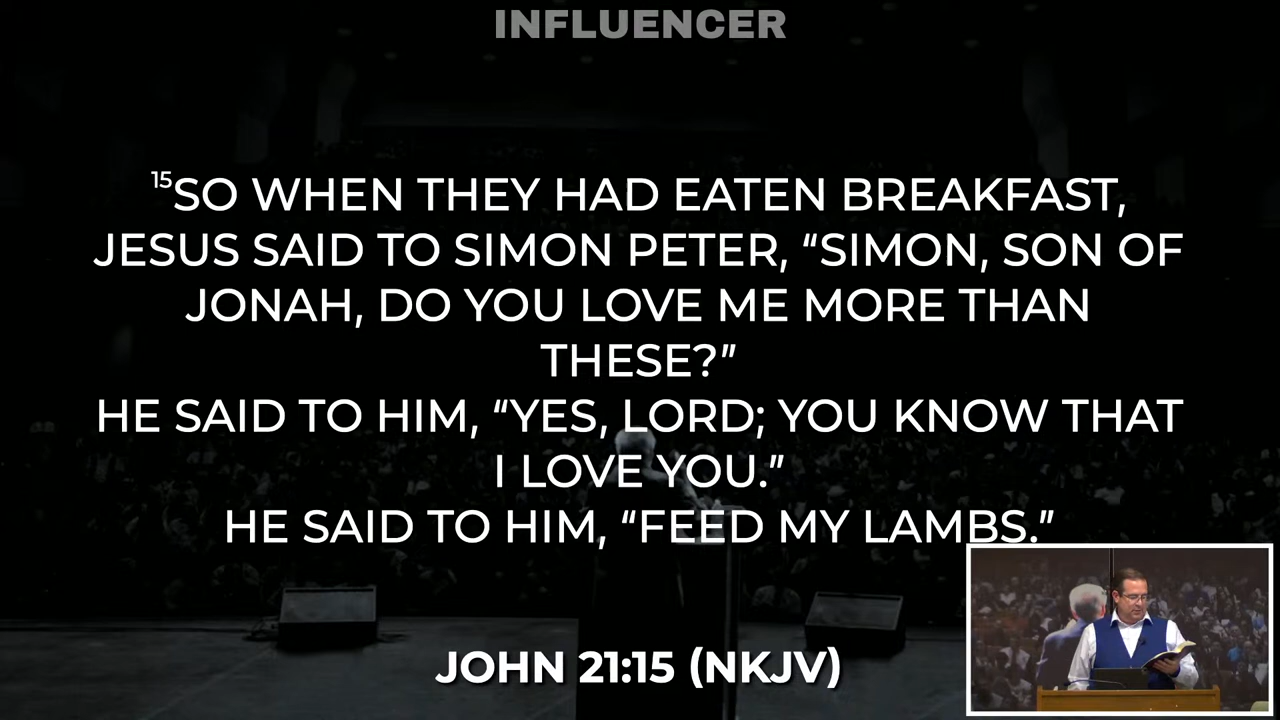 INFLUENCER
15SO WHEN THEY HAD EATEN BREAKFAST,
JESUS SAID TO SIMON PETER, “SIMON, SON OF
JONAH, DO YOU LOVE ME MORE THAN
THESE?”
HE SAID TO HIM, “YES, LORD; YOU KNOW THAT
I LOVE YOU.”
HE SAID TO HIM, “FEED MY LAMBS.”
JOHN 21:15 (NKJV)